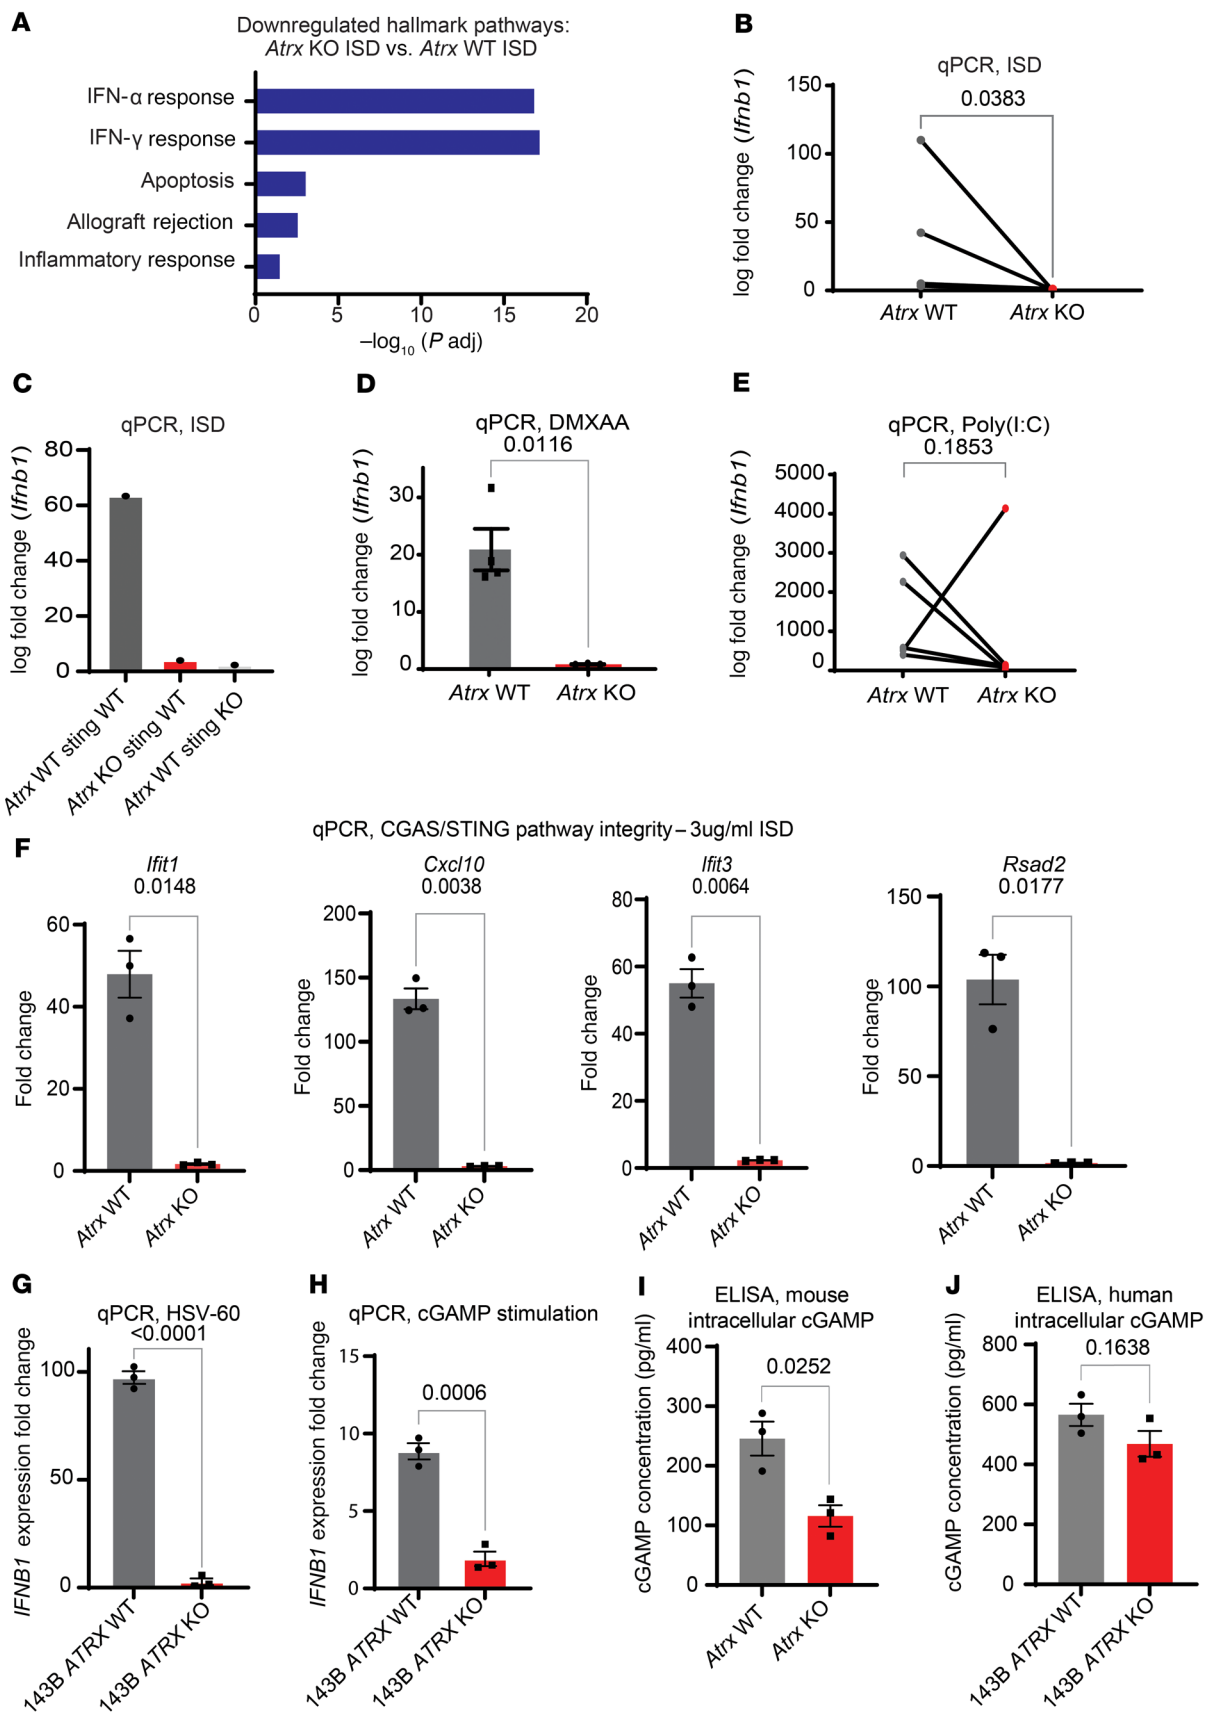 A
Downregulated hallmark pathways:
Atrx KO ISD vs. Atrx WT ISD
IFN-α response
IFN-γ response
Apoptosis
Allograft rejection
Inflammatory response
0 5 10 15 20
–log10 (P adj)
B
qPCR, ISD
0.0383
log fold change (Ifnb1)
150
100
50
0
Atrx WT Atrx KO
C
qPCR, ISD
log fold change (Ifnb1)
80
60
40
20
0
Atrx WT sting WT
Atrx KO sting WT
Atrx WT sting KO
D
qPCR, DMXAA
0.0116
log fold change (Ifnb1)
30
20
10
0
Atrx WT Atrx KO
E
qPCR, Poly(I:C)
0.1853
log fold change (Ifnb1)
5000
4000
3000
2000
1000
0
Atrx WT Atrx KO
F
qPCR, CGAS/STING pathway integrity – 3ug/ml ISD
Ifit1
0.0148
Fold change
60
40
20
0
Atrx WT
Atrx KO
Cxcl10
0.0038
Fold change
200
150
100
50
0
Atrx WT
Atrx KO
Ifit3
0.0064
Fold change
80
60
40
20
0
Atrx WT
Atrx KO
Rsad2
0.0177
Fold change
150
100
50
0
Atrx WT
Atrx KO
G
qPCR, HSV-60
<0.0001
IFNB1 expression fold change
100
50
0
143B ATRX WT
143B ATRX KO
H
qPCR, cGAMP stimulation
0.0006
IFNB1 expression fold change
15
10
5
0
143B ATRX WT
143B ATRX KO
I
ELISA, mouse
intracellular cGAMP
0.0252
cGAMP concentration (pg/ml)
400
300
200
100
0
Atrx WT
Atrx KO
J
ELISA, human
intracellular cGAMP
0.1638
cGAMP concentration (pg/ml)
800
600
400
200
0
143B ATRX WT
143B ATRX KO